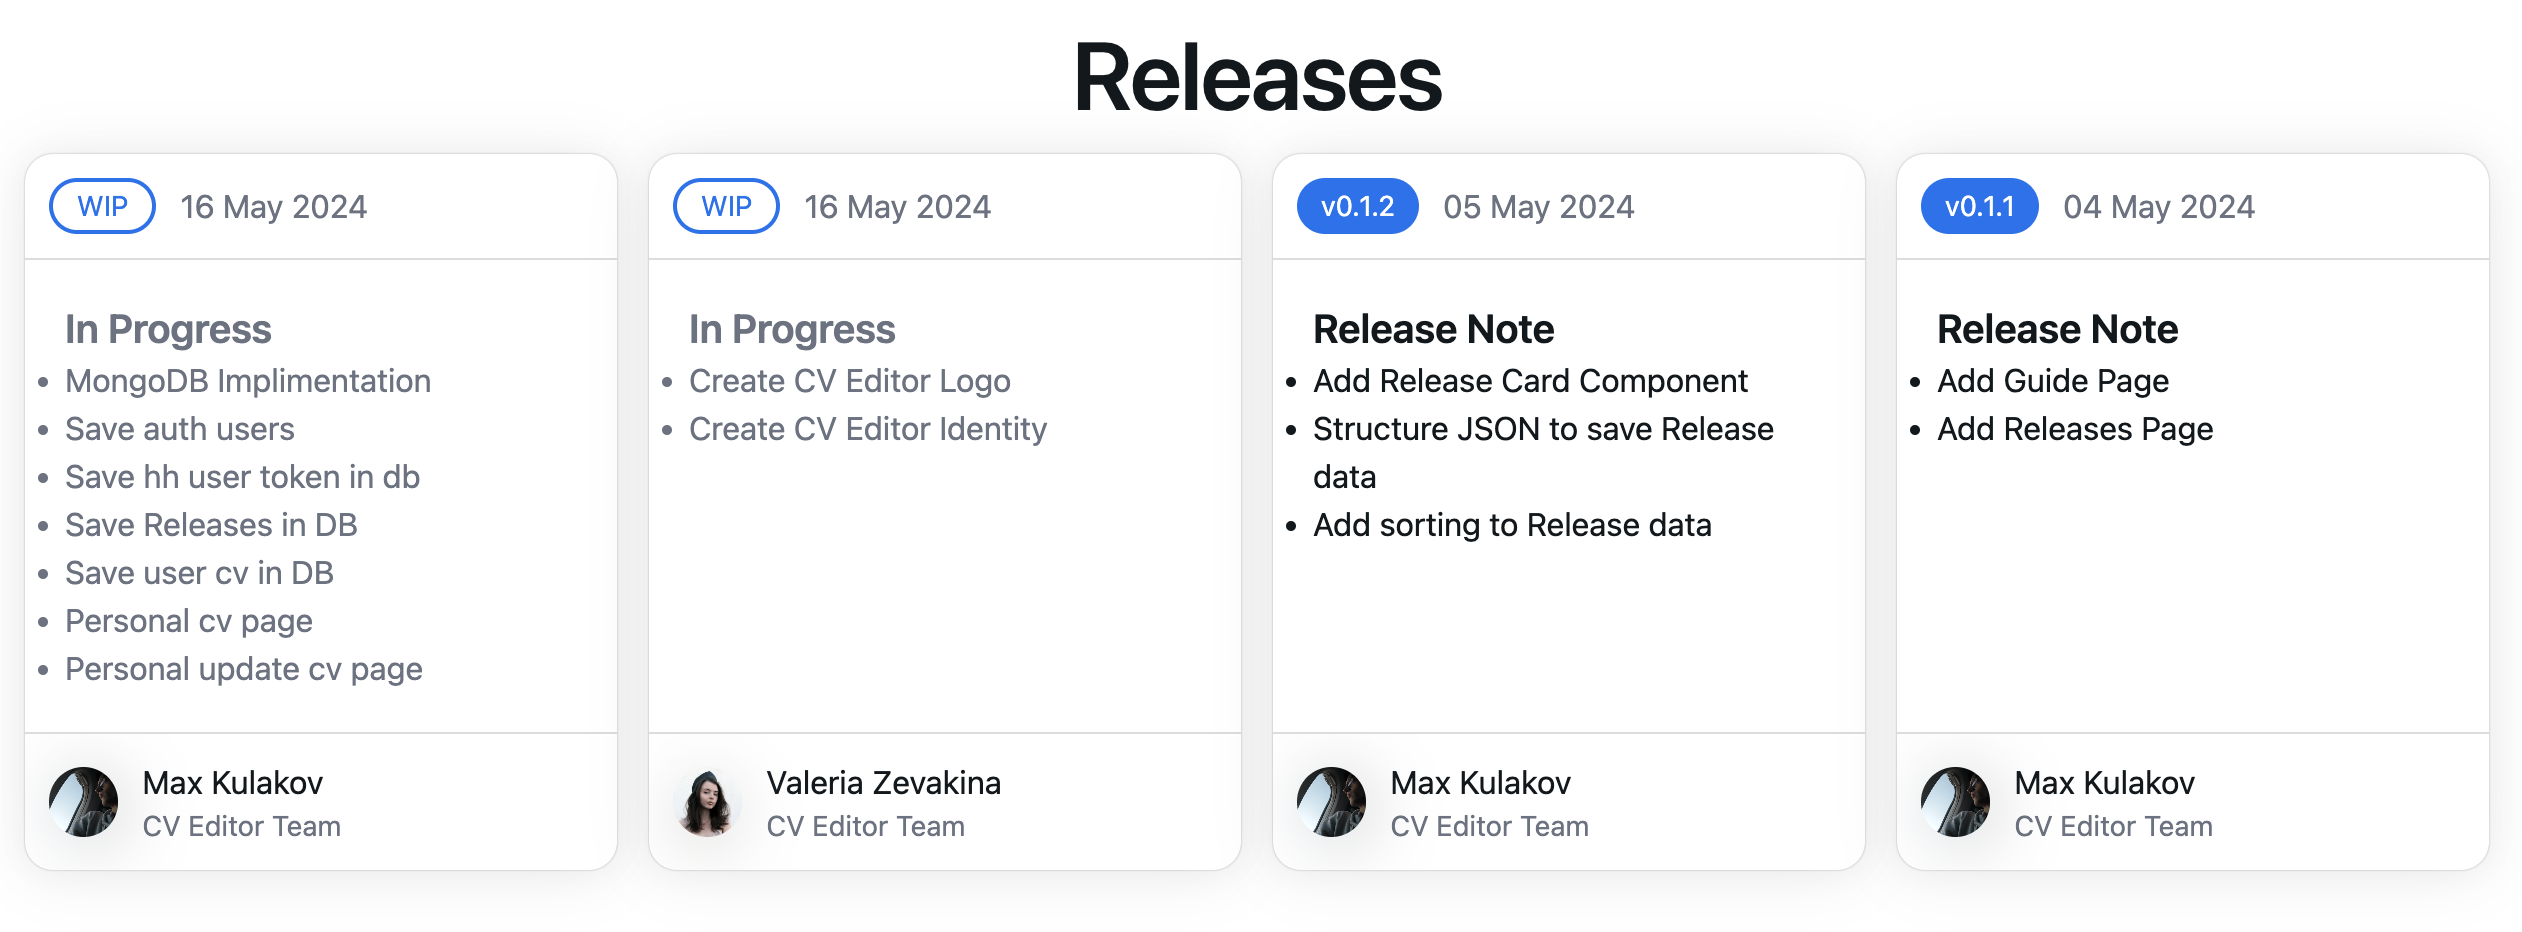 Releases
WIP 16 May 2024
In Progress
MongoDB Implimentation
Save auth users
Save hh user token in db
Save Releases in DB
Save user cv in DB
Personal cv page
Personal update cv page
Max Kulakov
CV Editor Team
WIP 16 May 2024
In Progress
Create CV Editor Logo
Create CV Editor Identity
Valeria Zevakina
CV Editor Team
v0.1.2 05 May 2024
Release Note
Add Release Card Component
Structure JSON to save Release
data
Add sorting to Release data
Max Kulakov
CV Editor Team
v0.1.1 04 May 2024
Release Note
Add Guide Page
Add Releases Page
Max Kulakov
CV Editor Team